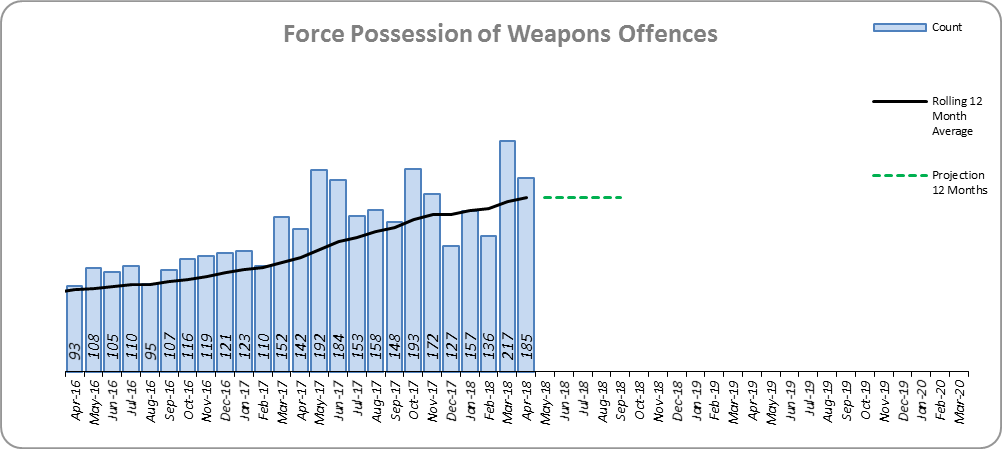 Force Possession of Weapons Offences
Count
Rolling 12
Month
Average
Projection
12 Months
93 108 105 110 95 107 116 119 121 123 110 152 142 192 184 153 158 148 193 172 127 157 136 217 185
Apr-16 May-16 Jun-16 Jul-16 Aug-16 Sep-16 Oct-16 Nov-16 Dec-16 Jan-17 Feb-17 Mar-17 Apr-17 May-17 Jun-17 Jul-17 Aug-17 Sep-17 Oct-17 Nov-17 Dec-17 Jan-18 Feb-18 Mar-18 Apr-18 May-18 Jun-18 Jul-18 Aug-18 Sep-18 Oct-18 Nov-18 Dec-18 Jan-19 Feb-19 Mar-19 Apr-19 May-19 Jun-19 Jul-19 Aug-19 Sep-19 Oct-19 Nov-19 Dec-19 Jan-20 Feb-20 Mar-20